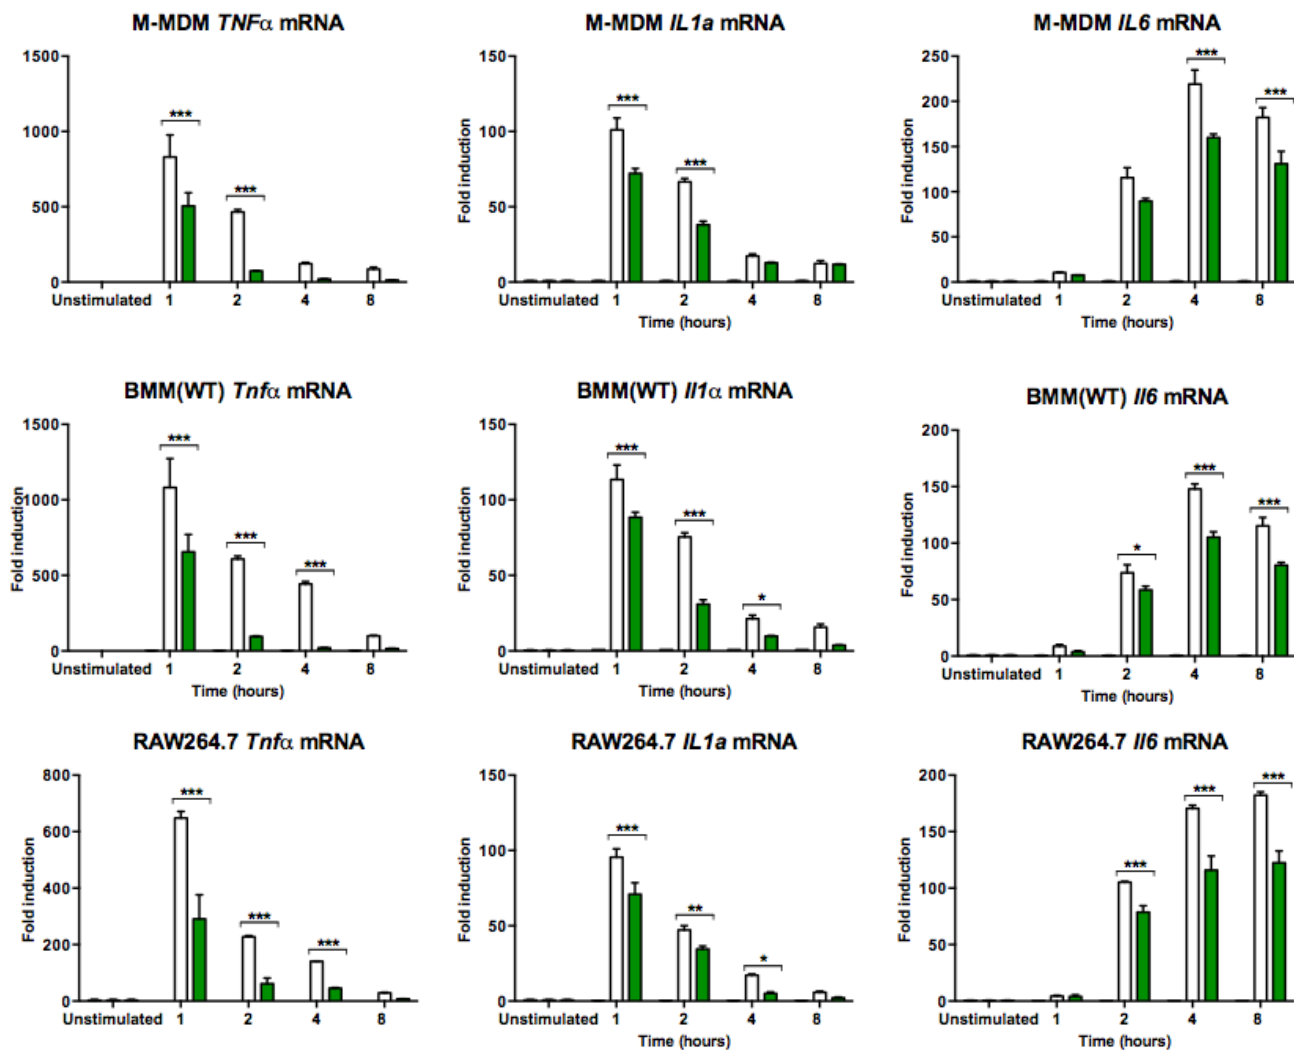 M-MDM TNFα mRNA
1500
1000
500
0
***
***
Unstimulated 1 2 4 8
M-MDM IL1a mRNA
Fold induction
150
100
50
0
***
***
Unstimulated 1 2 4 8
Time (hours)
M-MDM IL6 mRNA
Fold induction
250
200
150
100
50
0
***
***
Unstimulated 1 2 4 8
Time (hours)
BMM(WT) Tnfα mRNA
Fold induction
1500
1000
500
0
***
***
***
Unstimulated 1 2 4 8
Time (hours)
BMM(WT) Il1α mRNA
Fold induction
150
100
50
0
***
***
*
Unstimulated 1 2 4 8
Time (hours)
BMM(WT) Il6 mRNA
Fold induction
200
150
100
50
0
*
***
***
Unstimulated 1 2 4 8
Time (hours)
RAW264.7 Tnfα mRNA
Fold induction
800
600
400
200
0
***
***
***
Unstimulated 1 2 4 8
Time (hours)
RAW264.7 IL1a mRNA
Fold induction
150
100
50
0
***
**
*
Unstimulated 1 2 4 8
Time (hours)
RAW264.7 Il6 mRNA
Fold induction
200
150
100
50
0
***
***
***
Unstimulated 1 2 4 8
Time (hours)